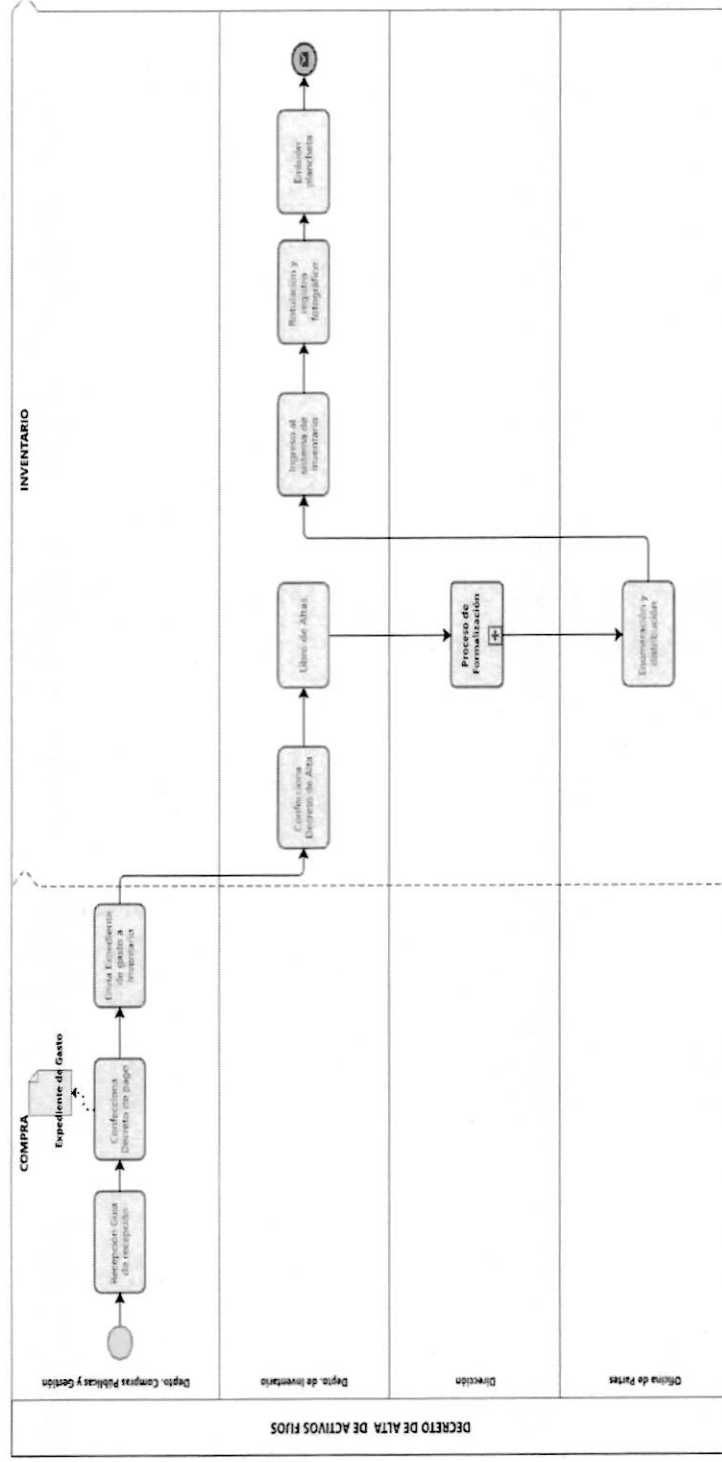 DECRETO DE ALTA DE ACTIVOS FIJOS
Depto. Compras Públicas y Gestión
Depto. de Inventario
Dirección
Oficina de Partes
COMPRA
INVENTARIO
Recepción Guía
de recepción
Confecciona
Decreto de pago
Expediente de Gasto
Envía Expediente
de gasto a
Inventario
Confecciona
Decreto de Alta
Libro de Altas
Proceso de
Formalización
Enumeración y
distribución
Ingreso al
sistema de
inventario
Rotulación y
registro
fotográfico
Emisión
plancheta